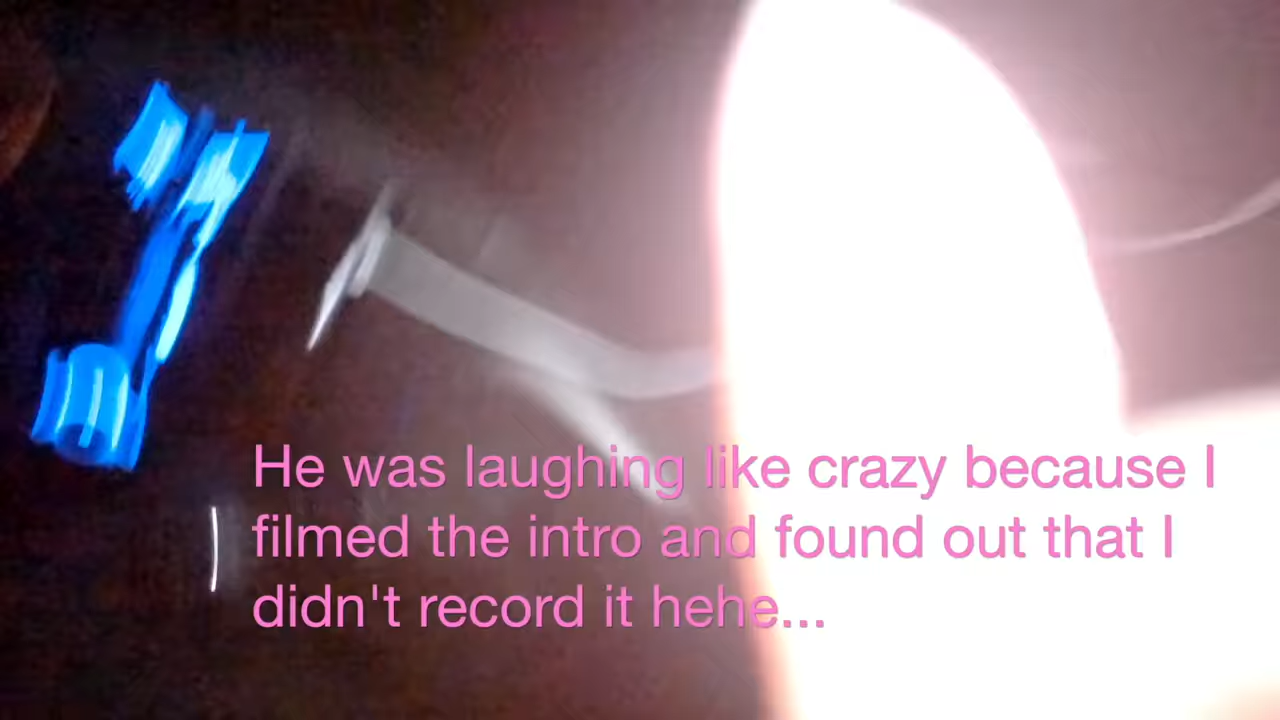 He was laughing like crazy because I
filmed the intro and found out that I
didn't record it hehe...